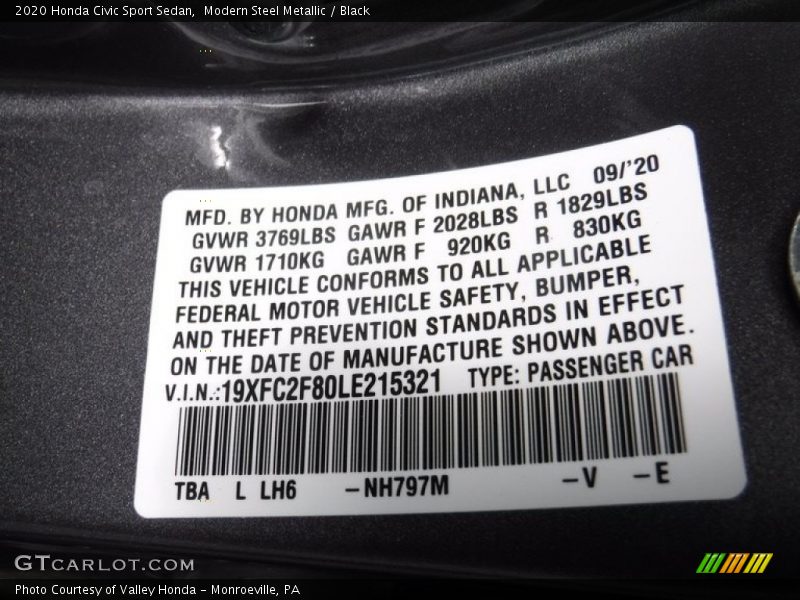 2020 Honda Civic Sport Sedan, Modern Steel Metallic / Black
MFD. BY HONDA MFG. OF INDIANA, LLC 09/'20
GVWR 3769LBS GAWR F 2028LBS R 1829LBS
GVWR 1710KG GAWR F 920KG R 830KG
THIS VEHICLE CONFORMS TO ALL APPLICABLE
FEDERAL MOTOR VEHICLE SAFETY, BUMPER,
AND THEFT PREVENTION STANDARDS IN EFFECT
ON THE DATE OF MANUFACTURE SHOWN ABOVE.
V.I.N.:19XFC2F80LE215321 TYPE: PASSENGER CAR
TBA L LH6 –NH797M –V –E
GTCARLOT.COM
Photo Courtesy of Valley Honda - Monroeville, PA